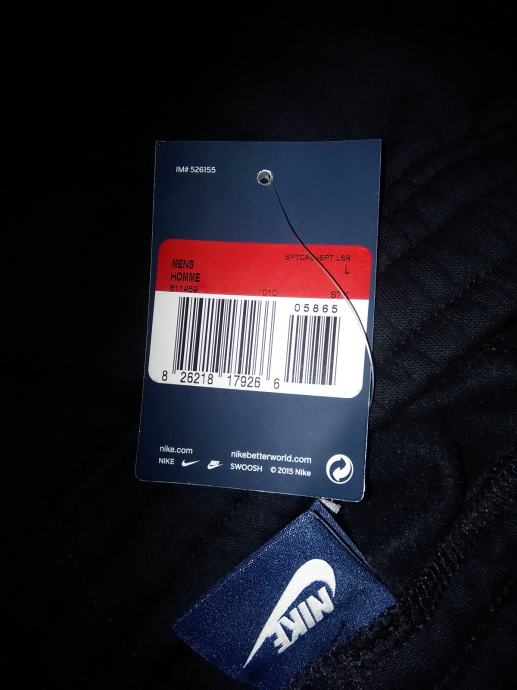 IM# 526155
MENS
HOMME
SPTCAL/SPT LSR
L
811459 010
05865
8 26218 17926 6
nike.com
nikebetterworld.com
NIKE SWOOSH © 2015 Nike
NIKE